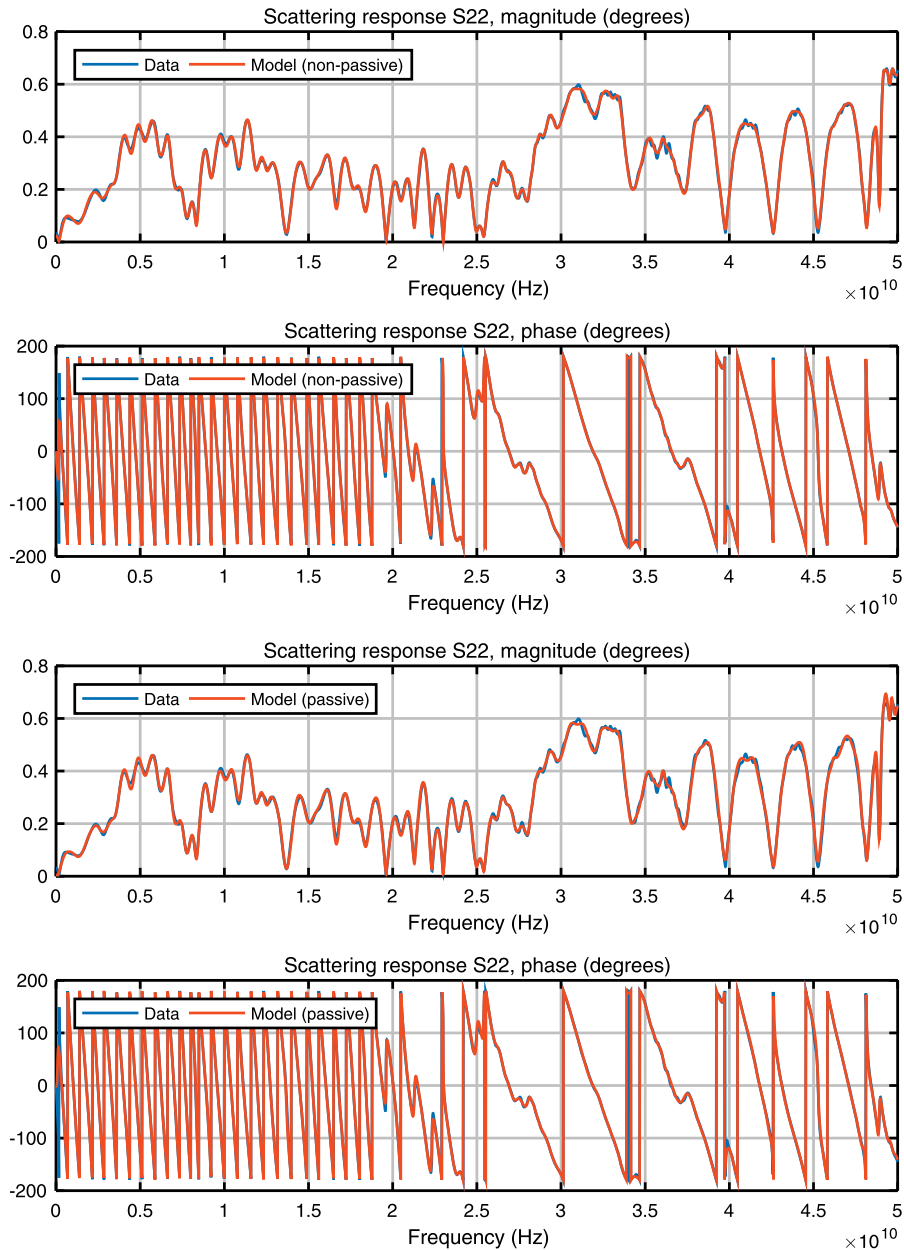 Scattering response S22, magnitude (degrees)
0.8
0.6
0.4
0.2
0
Data Model (non-passive)
0 0.5 1 1.5 2 2.5 3 3.5 4 4.5 5
Frequency (Hz)
×10^10
Scattering response S22, phase (degrees)
200
100
0
-100
-200
Data Model (non-passive)
0 0.5 1 1.5 2 2.5 3 3.5 4 4.5 5
Frequency (Hz)
×10^10
Scattering response S22, magnitude (degrees)
0.8
0.6
0.4
0.2
0
Data Model (passive)
0 0.5 1 1.5 2 2.5 3 3.5 4 4.5 5
Frequency (Hz)
×10^10
Scattering response S22, phase (degrees)
200
100
0
-100
-200
Data Model (passive)
0 0.5 1 1.5 2 2.5 3 3.5 4 4.5 5
Frequency (Hz)
×10^10